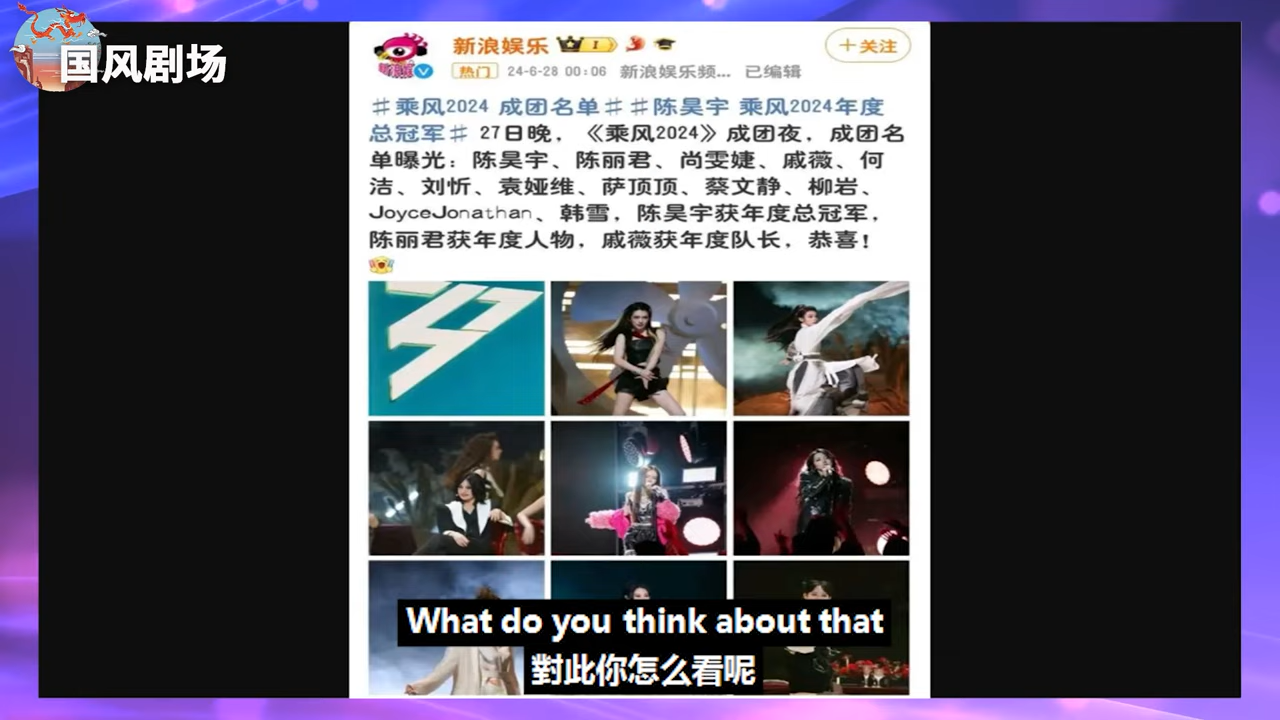 国风剧场
新浪娱乐
I
+关注
热门 24-6-28 00:06 新浪娱乐频... 已编辑
#乘风2024 成团名单##陈昊宇 乘风2024年度
总冠军# 27日晚，《乘风2024》成团夜，成团名
单曝光：陈昊宇、陈丽君、尚雯婕、戚薇、何
洁、刘忻、袁娅维、萨顶顶、蔡文静、柳岩、
JoyceJonathan、韩雪，陈昊宇获年度总冠军，
陈丽君获年度人物，戚薇获年度队长，恭喜！
What do you think about that
對此你怎么看呢